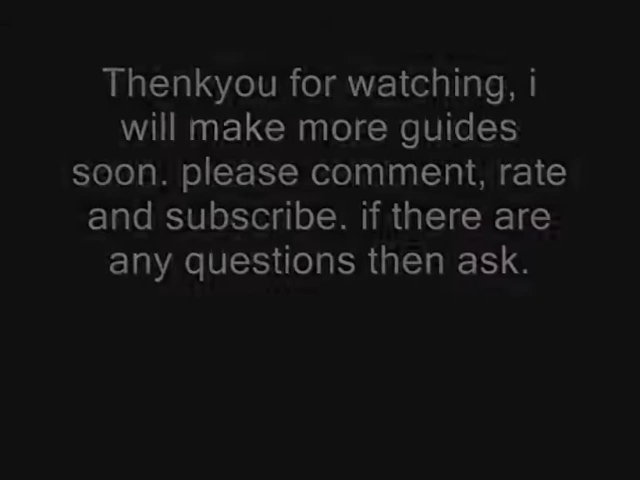 Thenkyou for watching, i
will make more guides
soon. please comment, rate
and subscribe. if there are
any questions then ask.